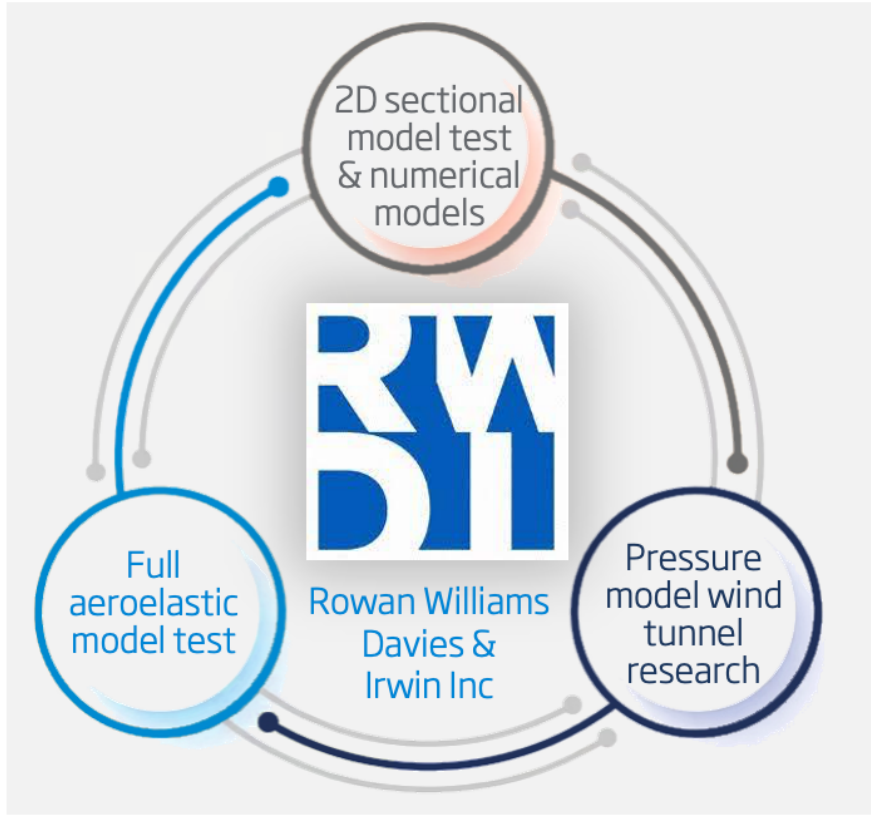 2D sectional
model test
& numerical
models
RW
DI
Rowan Williams
Davies &
Irwin Inc
Full
aeroelastic
model test
Pressure
model wind
tunnel
research